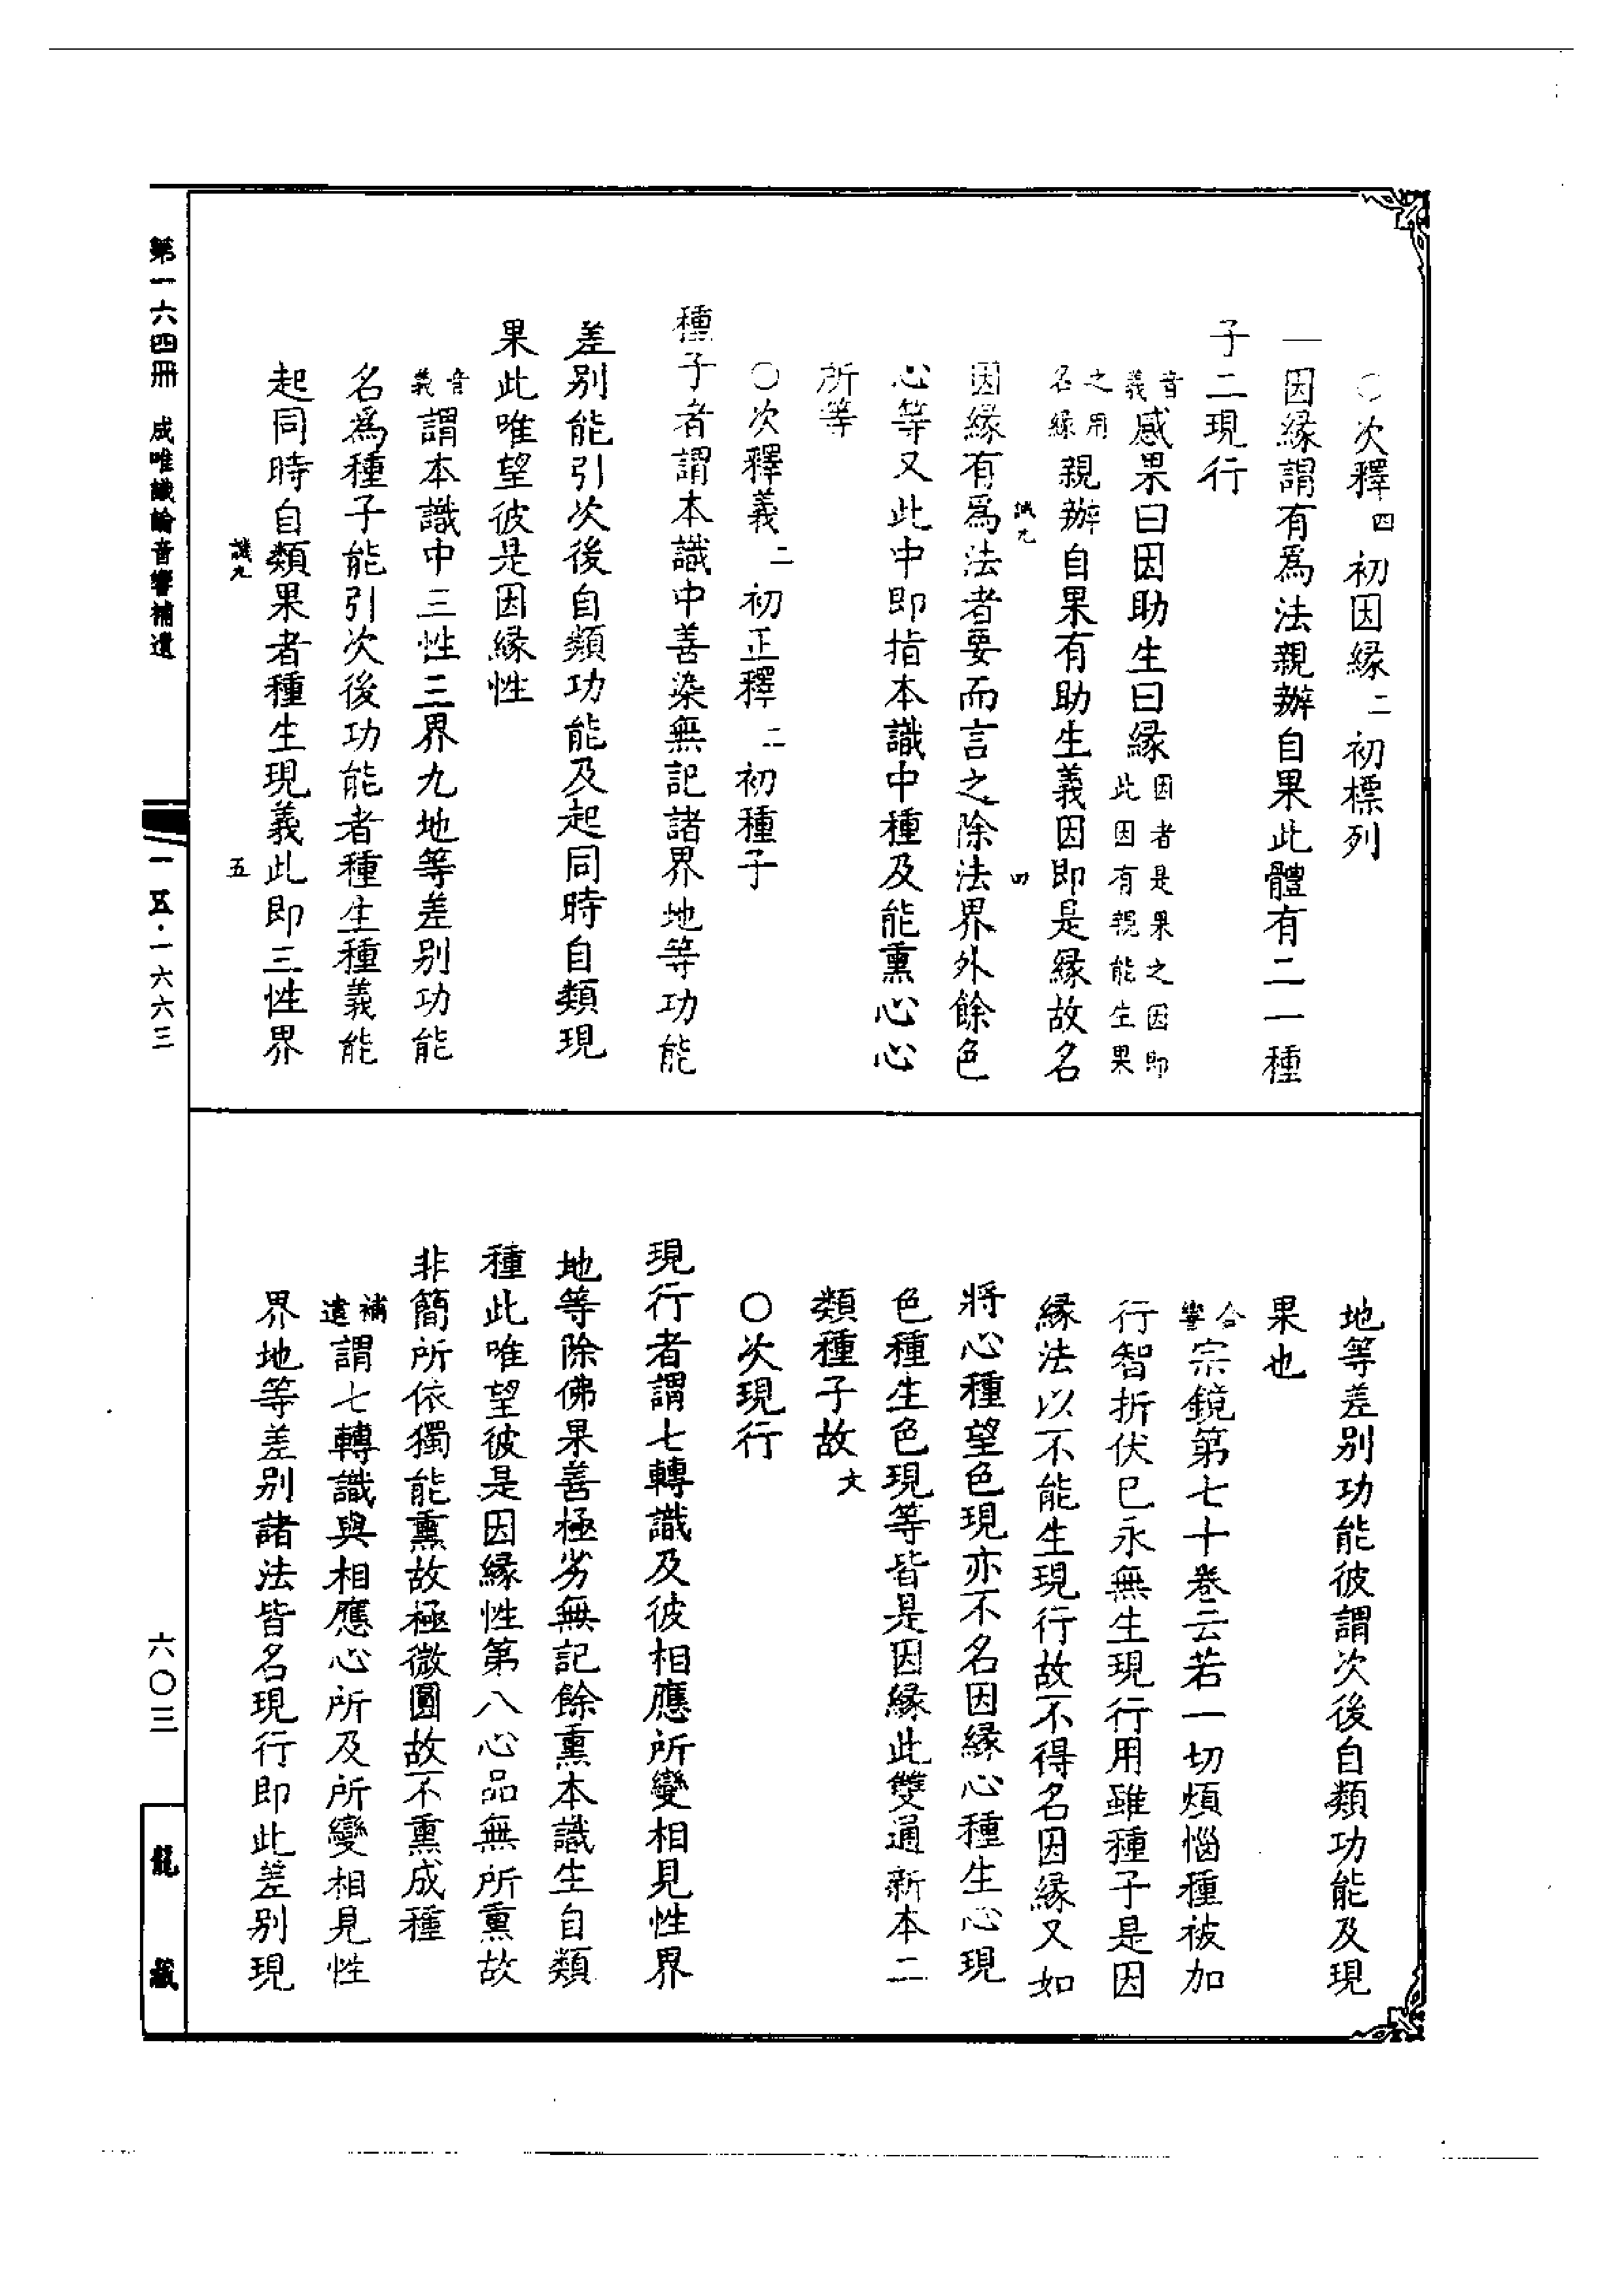 ○次釋四初因緣二初標列
一因緣謂有爲法親辦自果此體有二一種
子二現行
音義感果曰因助生曰緣因者是果之因即此因有親能生果
之用名緣親辦自果有助生義因即是緣故名
因緣有爲法者要而言之除法界外餘色
心等又此中即指本識中種及能熏心心
所等
○次釋義二初正釋二初種子
種子者謂本識中善染無記諸界地等功能
差別能引次後自類功能及起同時自類現
果此唯望彼是因緣性
音義謂本識中三性三界九地等差別功能
名爲種子能引次後功能者種生種義能
起同時自類果者種生現義此即三性界
地等差別功能彼謂次後自類功能及現
果也
合響宗鏡第七十卷云若一切煩惱種被加
行智折伏已永無生現行用雖種子是因
緣法以不能生現行故不得名因緣又如
將心種望色現亦不名因緣心種生心現
色種生色現等皆是因緣此雙通新本二
類種子故文
○次現行
現行者謂七轉識及彼相應所變相見性界
地等除佛果善極劣無記餘熏本識生自類
種此唯望彼是因緣性第八心品無所熏故
非簡所依獨能熏故極微圓故不熏成種
補遺謂七轉識與相應心所及所變相見性
界地等差別諸法皆名現行即此差別現
識九
四
識九
五
第一六四冊 成唯識論音響補遺
一五·一六六三
六〇三
龍藏